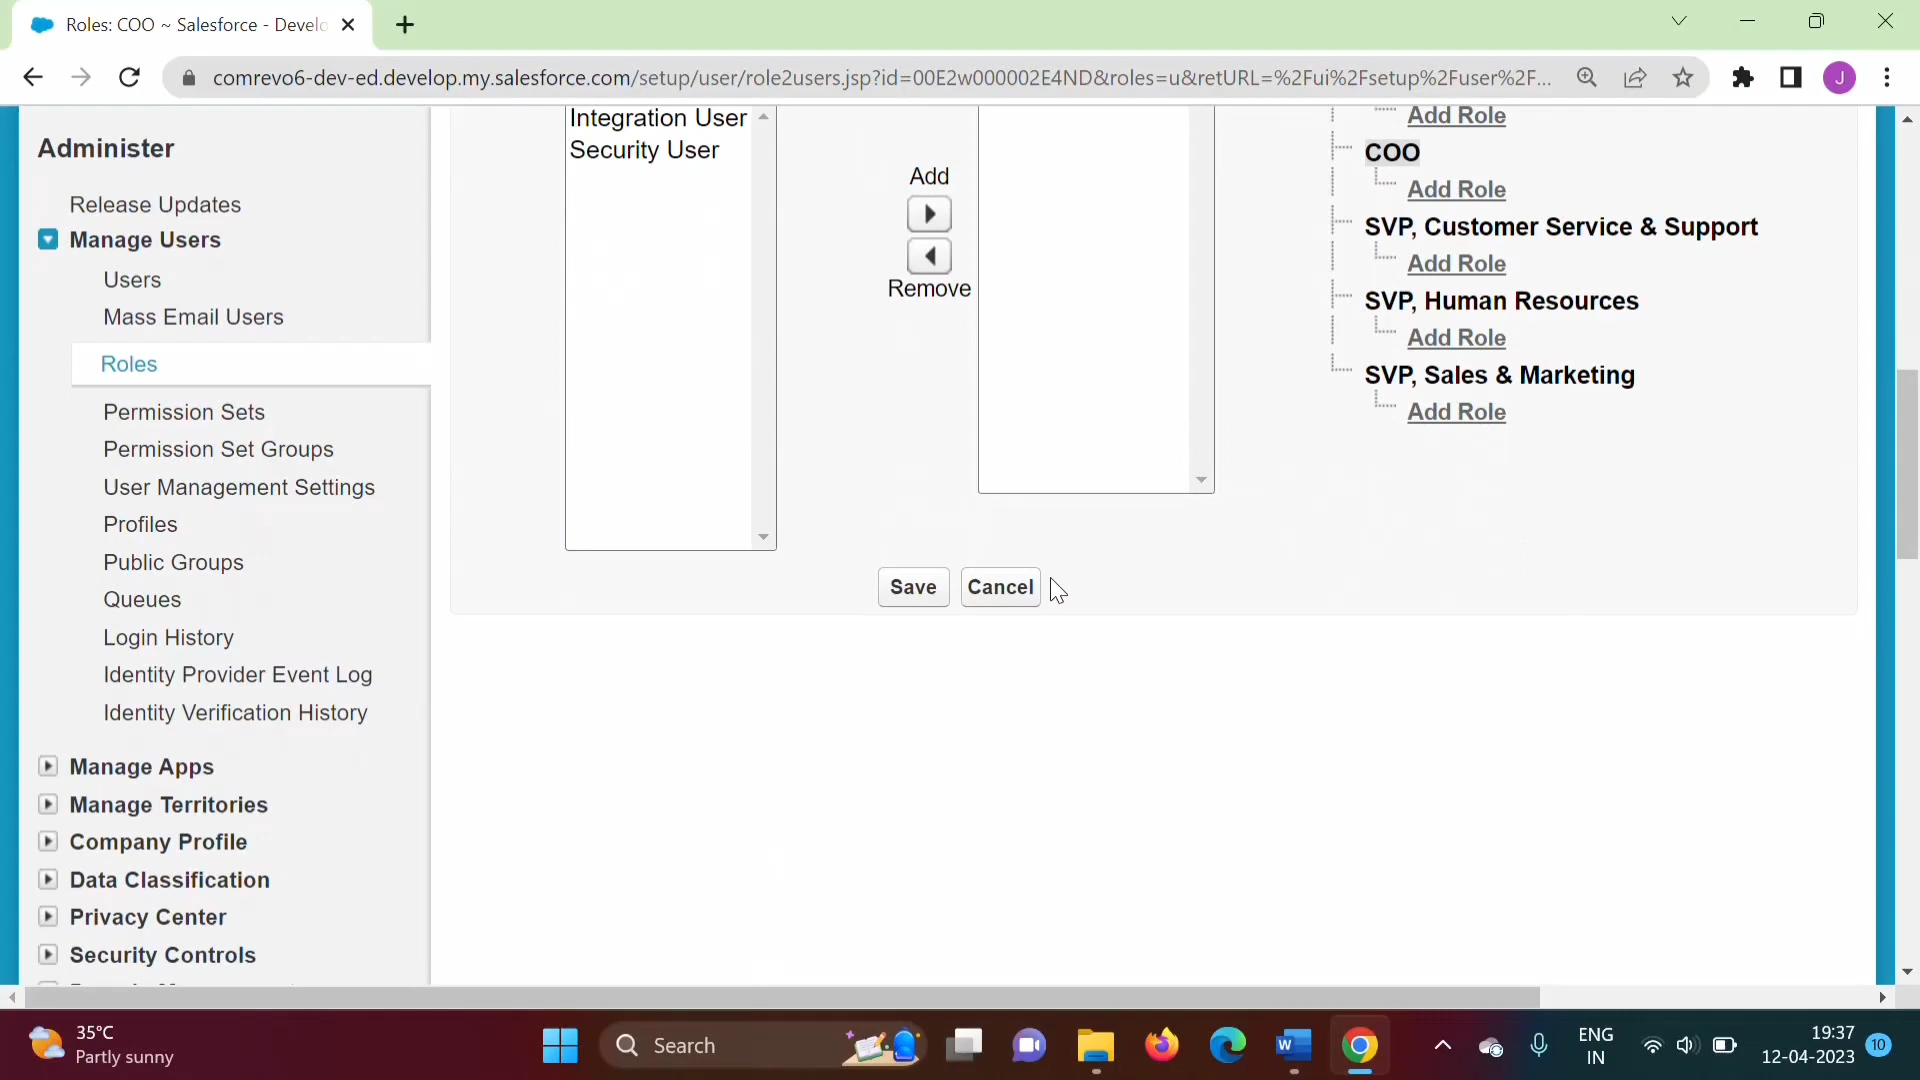 Roles: COO ~ Salesforce - Develo
comrevo6-dev-ed.develop.my.salesforce.com/setup/user/role2users.jsp?id=00E2w000002E4ND&roles=u&retURL=%2Fui%2Fsetup%2Fuser%2F...
J
Administer
Release Updates
Manage Users
Users
Mass Email Users
Roles
Permission Sets
Permission Set Groups
User Management Settings
Profiles
Public Groups
Queues
Login History
Identity Provider Event Log
Identity Verification History
Manage Apps
Manage Territories
Company Profile
Data Classification
Privacy Center
Security Controls
Integration User
Security User
Add
Remove
Save
Cancel
Add Role
COO
Add Role
SVP, Customer Service & Support
Add Role
SVP, Human Resources
Add Role
SVP, Sales & Marketing
Add Role
35°C
Partly sunny
Search
W
ENG
IN
19:37
12-04-2023
10